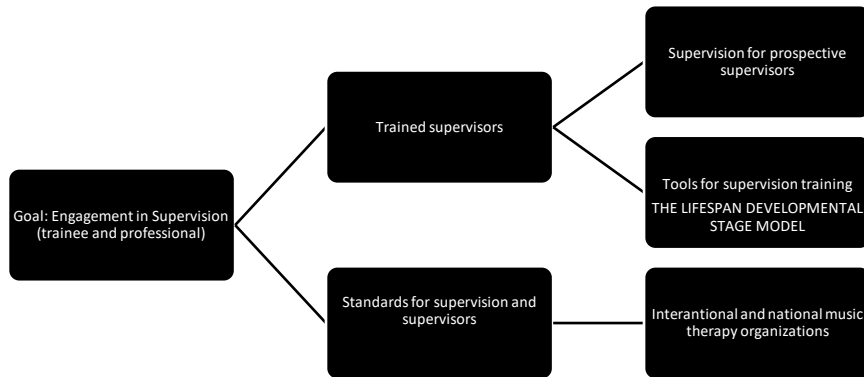 Goal: Engagement in Supervision
(trainee and professional)
Trained supervisors
Supervision for prospective
supervisors
Tools for supervision training
THE LIFESPAN DEVELOPMENTAL
STAGE MODEL
Standards for supervision and
supervisors
Interantional and national music
therapy organizations